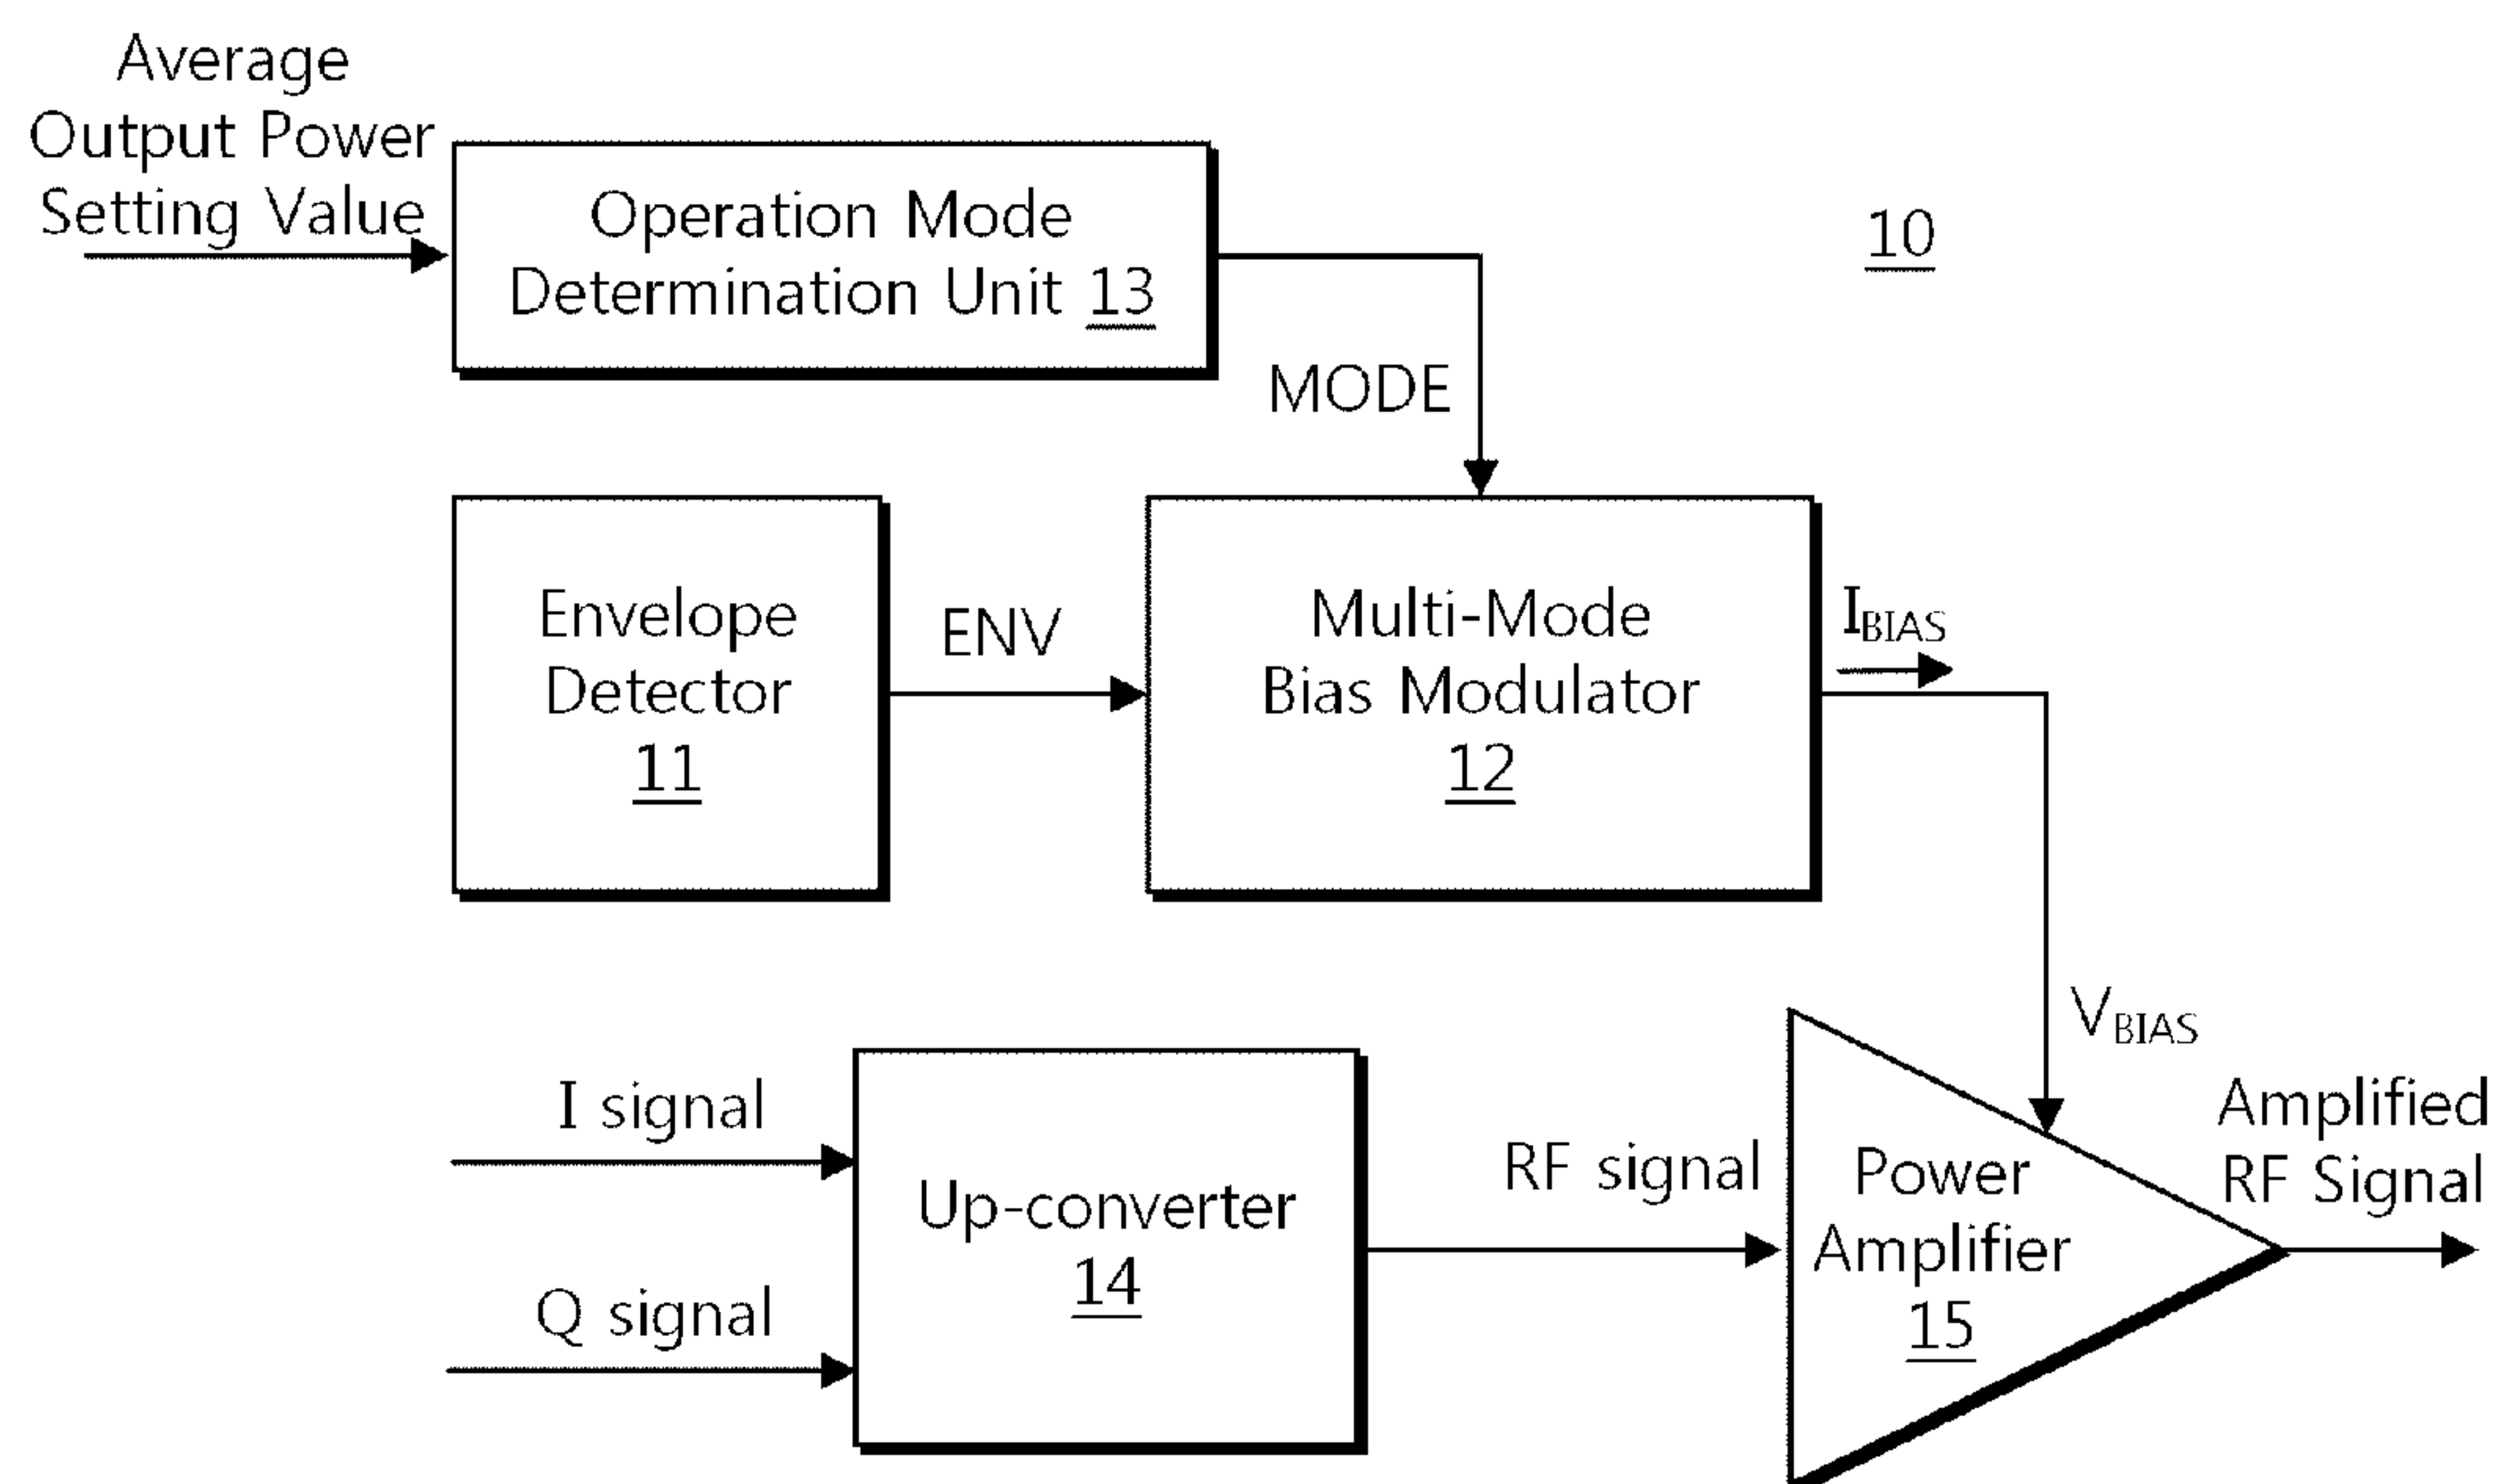 Average
Output Power
Setting Value
Operation Mode
Determination Unit 13
10
MODE
Envelope
Detector
11
ENV
Multi-Mode
Bias Modulator
12
IBIAS
VBIAS
I signal
Q signal
Up-converter
14
RF signal
Power
Amplifier
15
Amplified
RF Signal